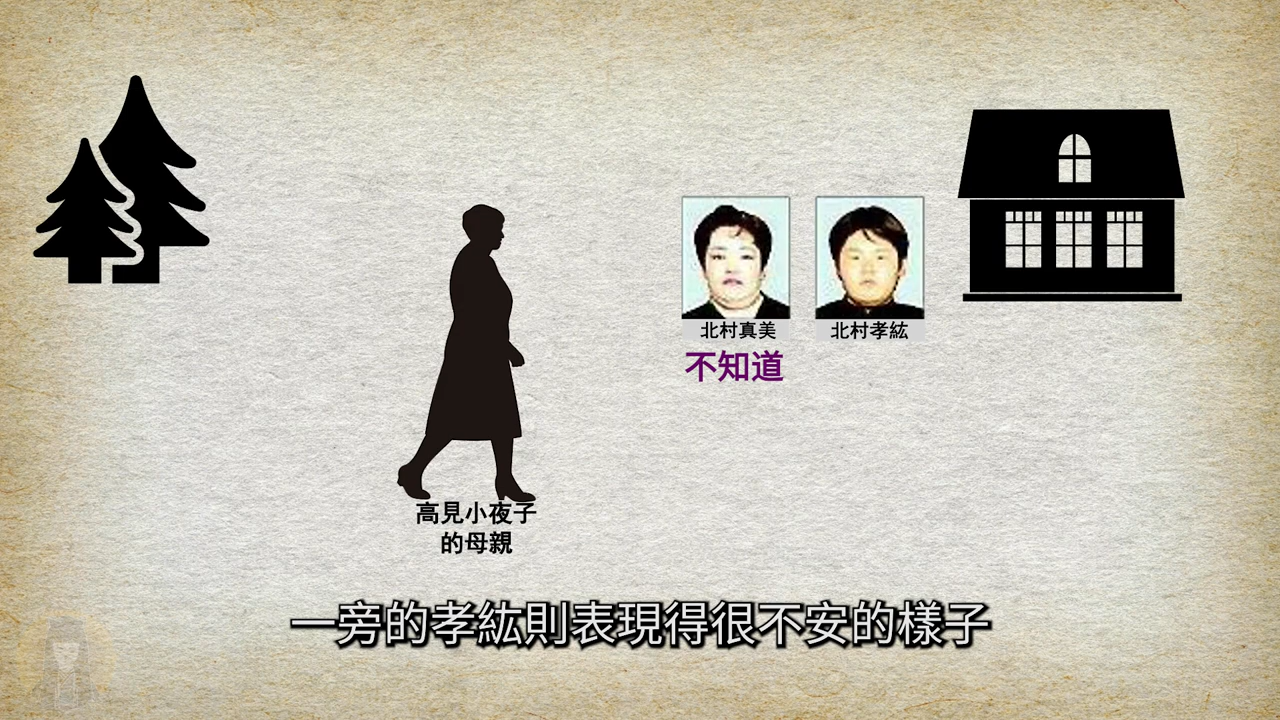 北村真美
北村孝紘
不知道
高見小夜子
的母親
一旁的孝紘則表現得很不安的樣子